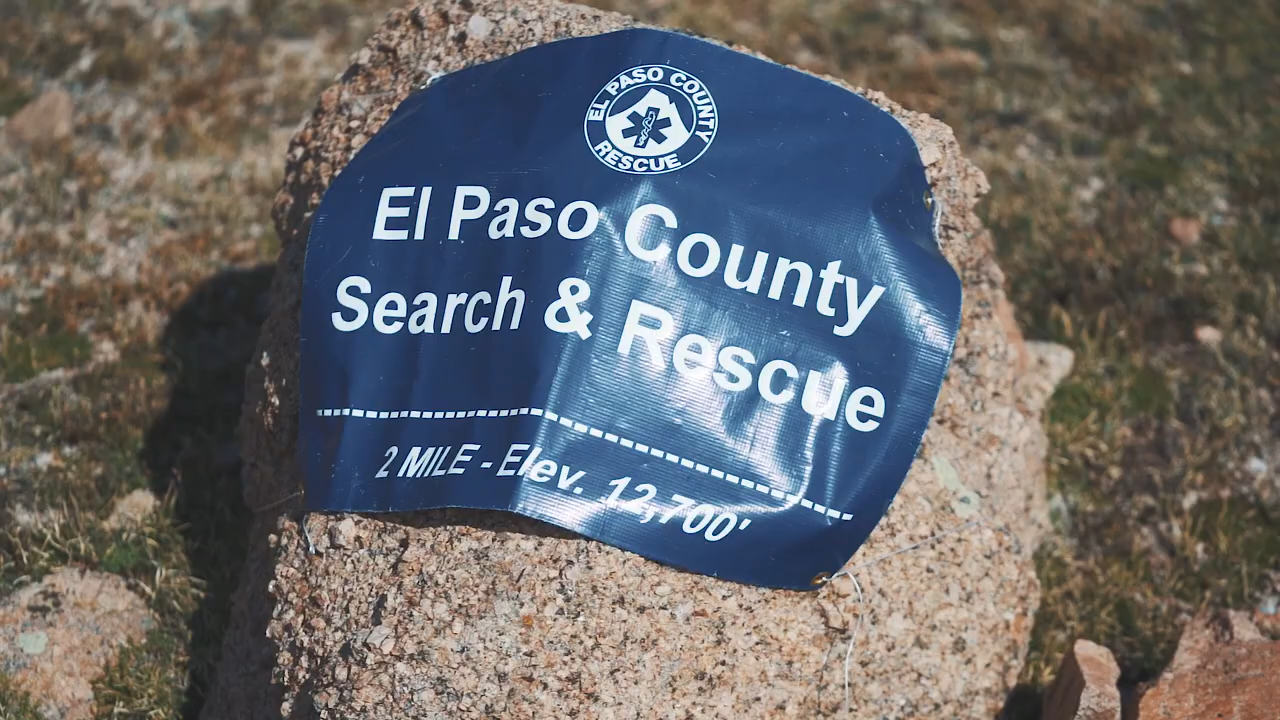 EL PASO COUNTY
RESCUE
El Paso County
Search & Rescue
2 MILE - Elev. 12,700'